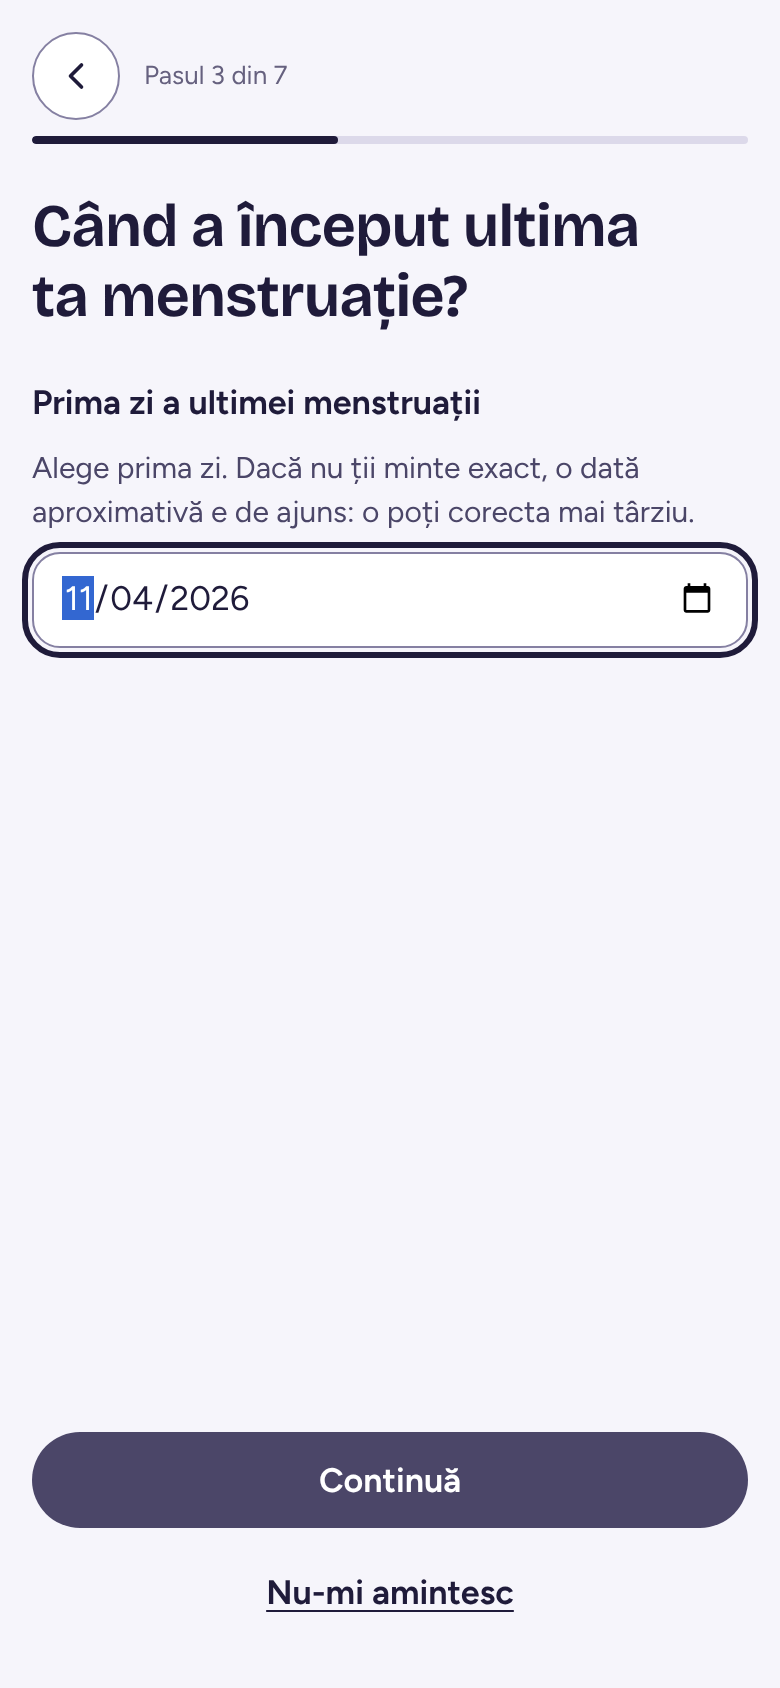 Pasul 3 din 7
Când a început ultima
ta menstruație?
Prima zi a ultimei menstruații
Alege prima zi. Dacă nu ții minte exact, o dată
aproximativă e de ajuns: o poți corecta mai târziu.
11/04/2026
Continuă
Nu-mi amintesc